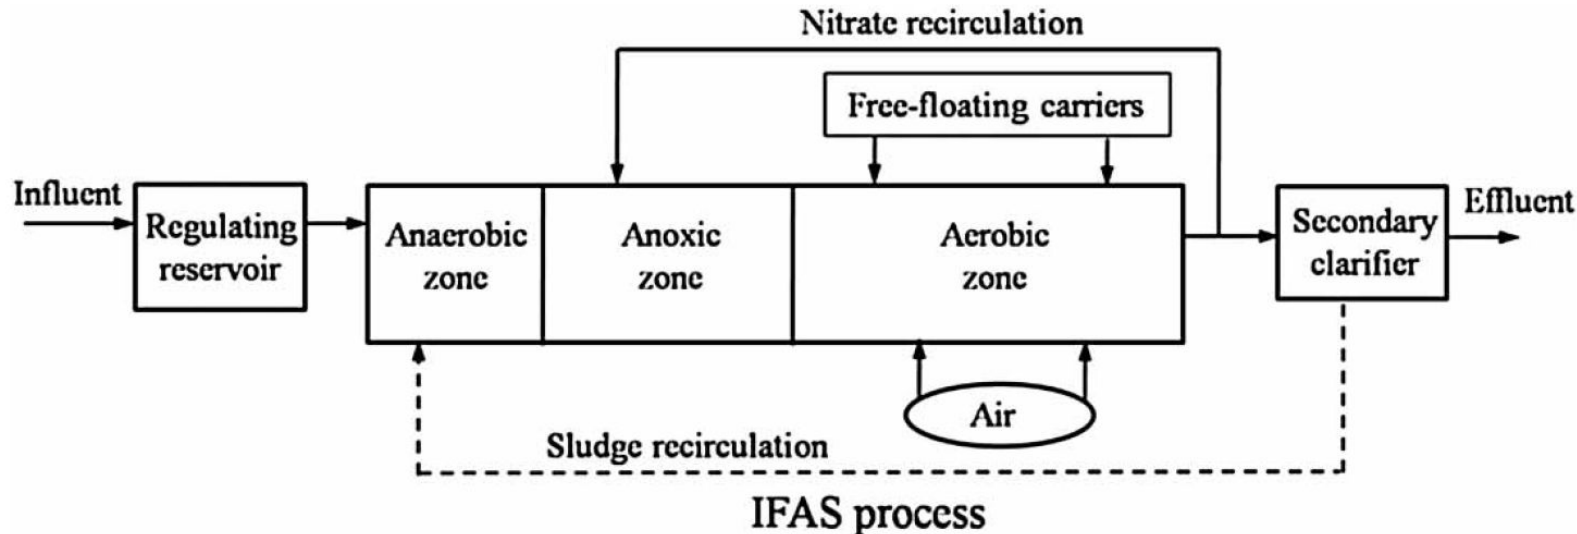 Nitrate recirculation
Free-floating carriers
Influent
Regulating
reservoir
Anaerobic
zone
Anoxic
zone
Aerobic
zone
Secondary
clarifier
Effluent
Air
Sludge recirculation
IFAS process